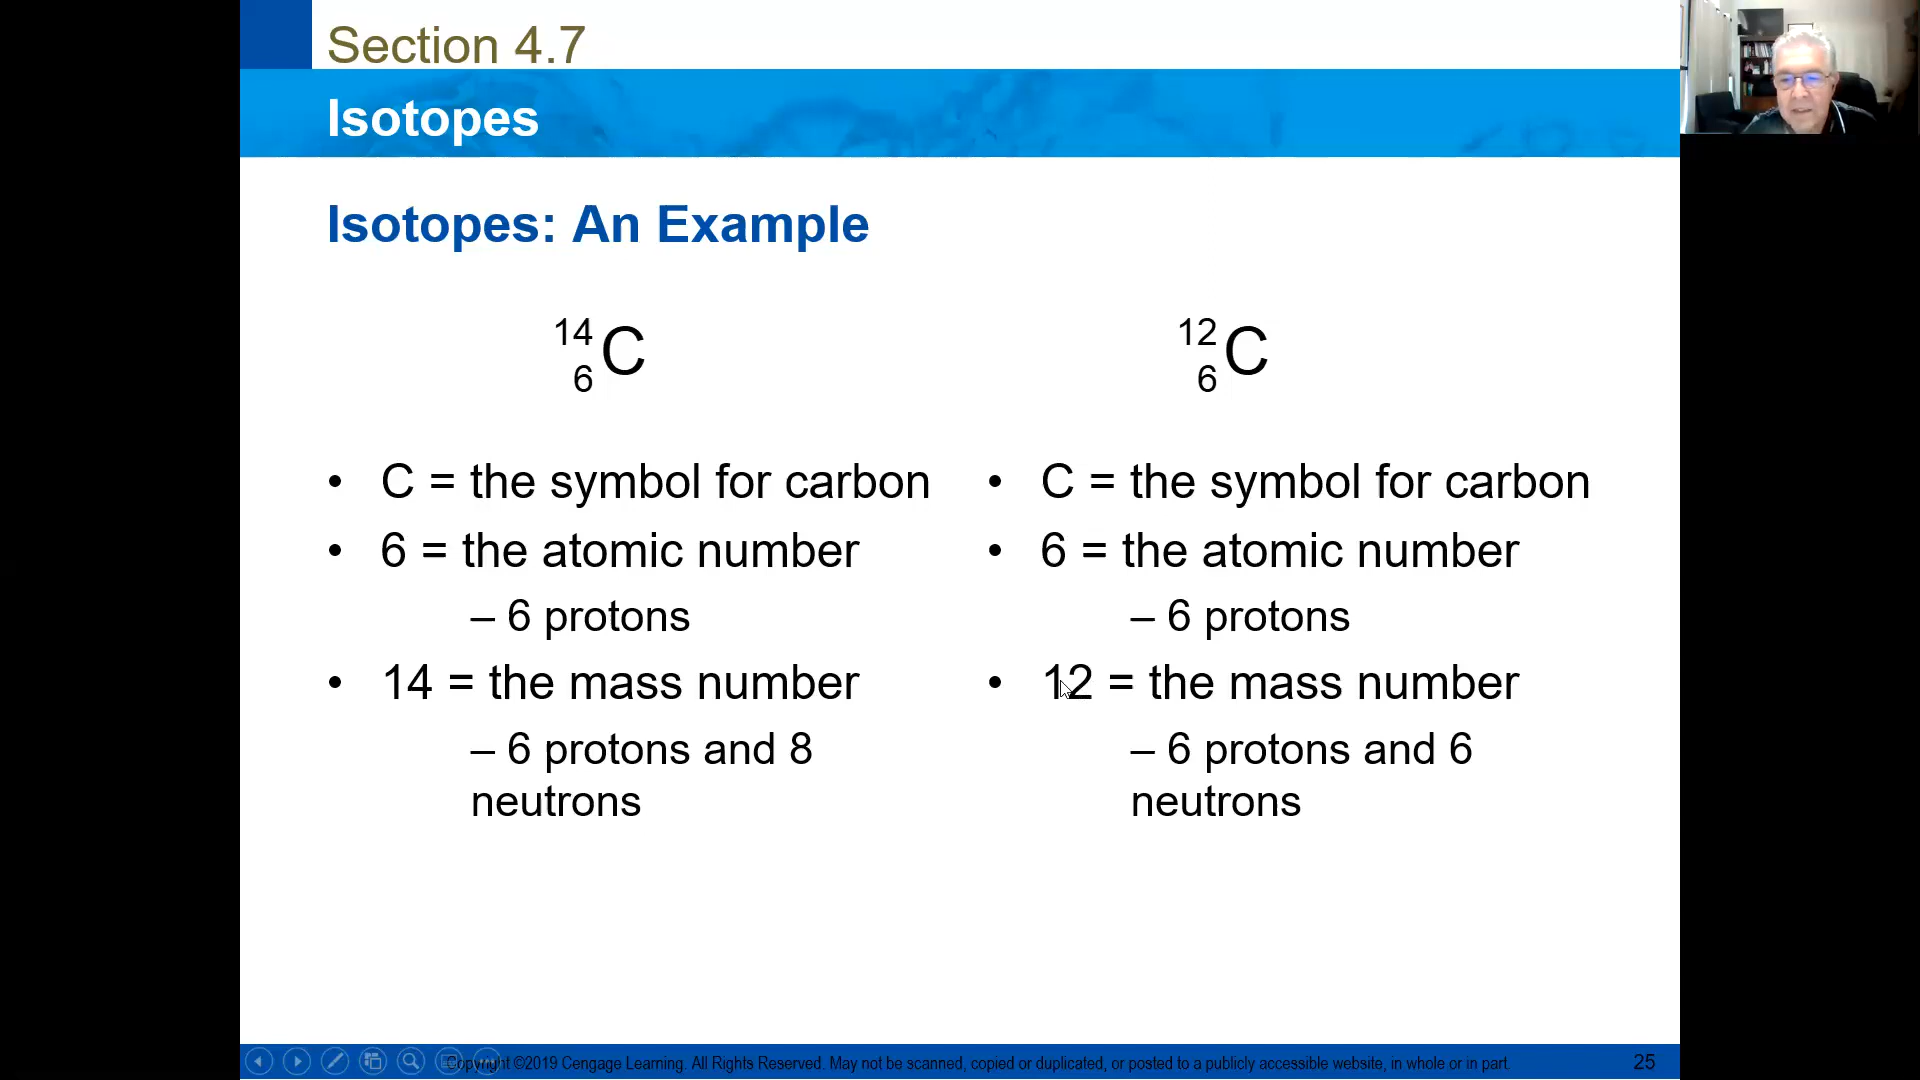 Section 4.7
Isotopes
Isotopes: An Example
14
6 C
12
6 C
• C = the symbol for carbon
• 6 = the atomic number
– 6 protons
• 14 = the mass number
– 6 protons and 8
neutrons
• C = the symbol for carbon
• 6 = the atomic number
– 6 protons
• 12 = the mass number
– 6 protons and 6
neutrons
Copyright ©2019 Cengage Learning. All Rights Reserved. May not be scanned, copied or duplicated, or posted to a publicly accessible website, in whole or in part.
25